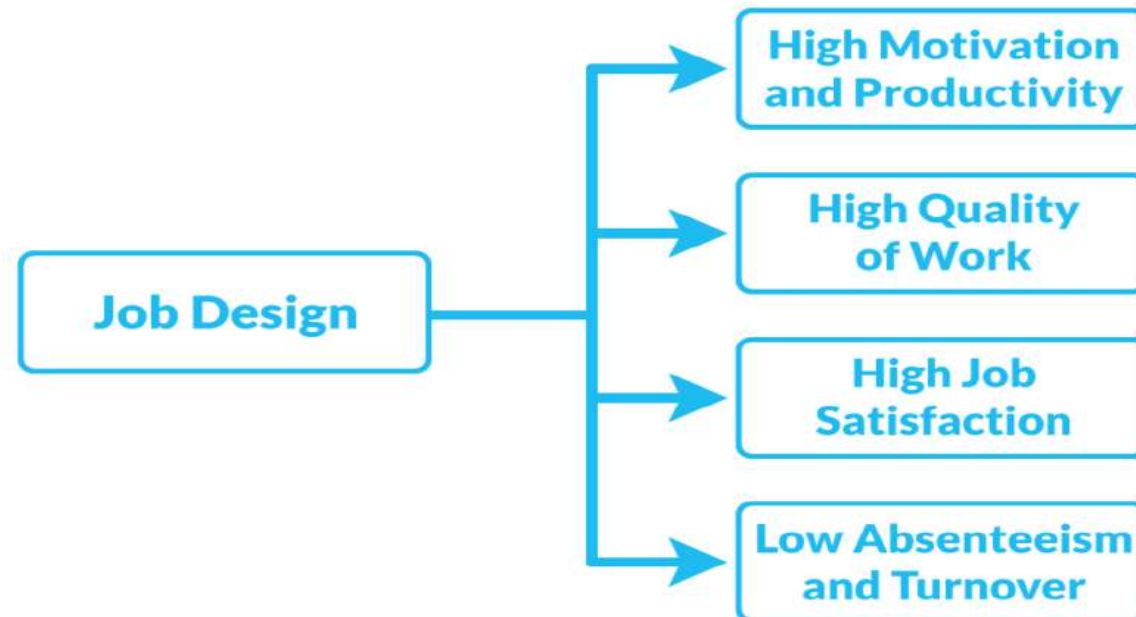 High Motivation
and Productivity
High Quality
of Work
Job Design
High Job
Satisfaction
Low Absenteeism
and Turnover